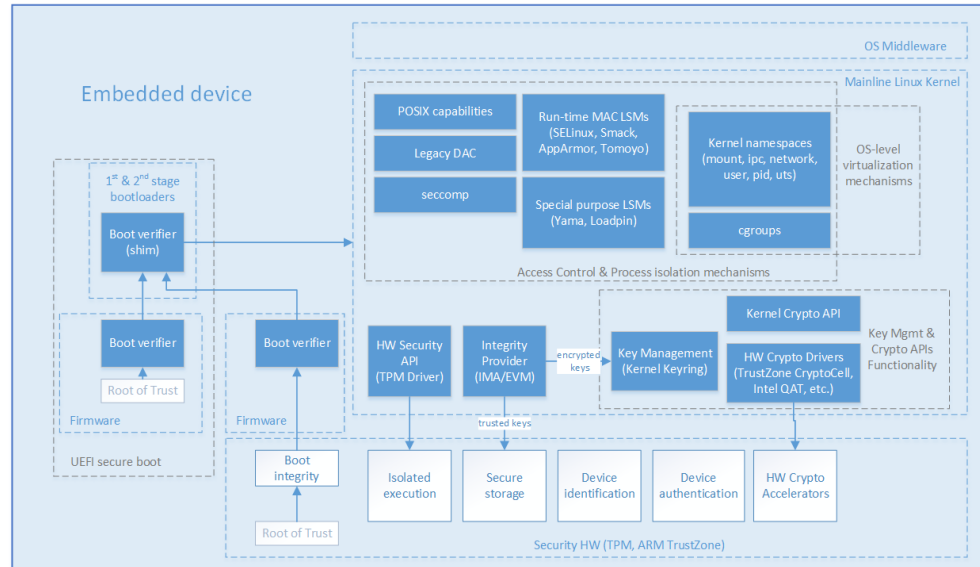 OS Middleware
Mainline Linux Kernel
Embedded device
POSIX capabilities
Legacy DAC
seccomp
Run-time MAC LSMs
(SELinux, Smack,
AppArmor, Tomoyo)
Special purpose LSMs
(Yama, Loadpin)
Kernel namespaces
(mount, ipc, network,
user, pid, uts)
cgroups
OS-level
virtualization
mechanisms
Access Control & Process isolation mechanisms
1st & 2nd stage
bootloaders
Boot verifier
(shim)
Boot verifier
Root of Trust
Firmware
UEFI secure boot
Boot verifier
Firmware
HW Security
API
(TPM Driver)
Integrity
Provider
(IMA/EVM)
encrypted
keys
Key Management
(Kernel Keyring)
Kernel Crypto API
HW Crypto Drivers
(TrustZone CryptoCell,
Intel QAT, etc.)
Key Mgmt &
Crypto APIs
Functionality
trusted keys
Boot
integrity
Root of Trust
Isolated
execution
Secure
storage
Device
identification
Device
authentication
HW Crypto
Accelerators
Security HW (TPM, ARM TrustZone)